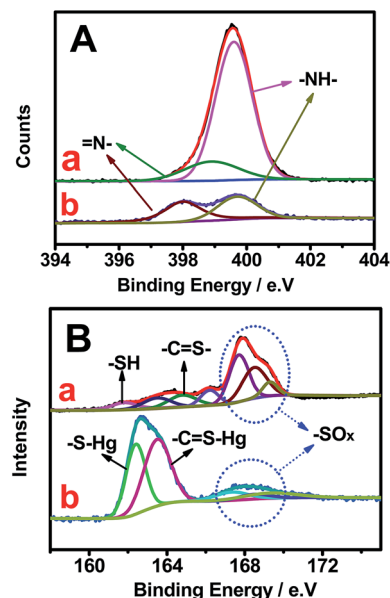 A
Counts
=N-
-NH-
a
b
394 396 398 400 402 404
Binding Energy / e.V
B
Intensity
-SH
-C=S-
a
-S-Hg
-C=S-Hg
-SOx
b
160 164 168 172
Binding Energy / e.V